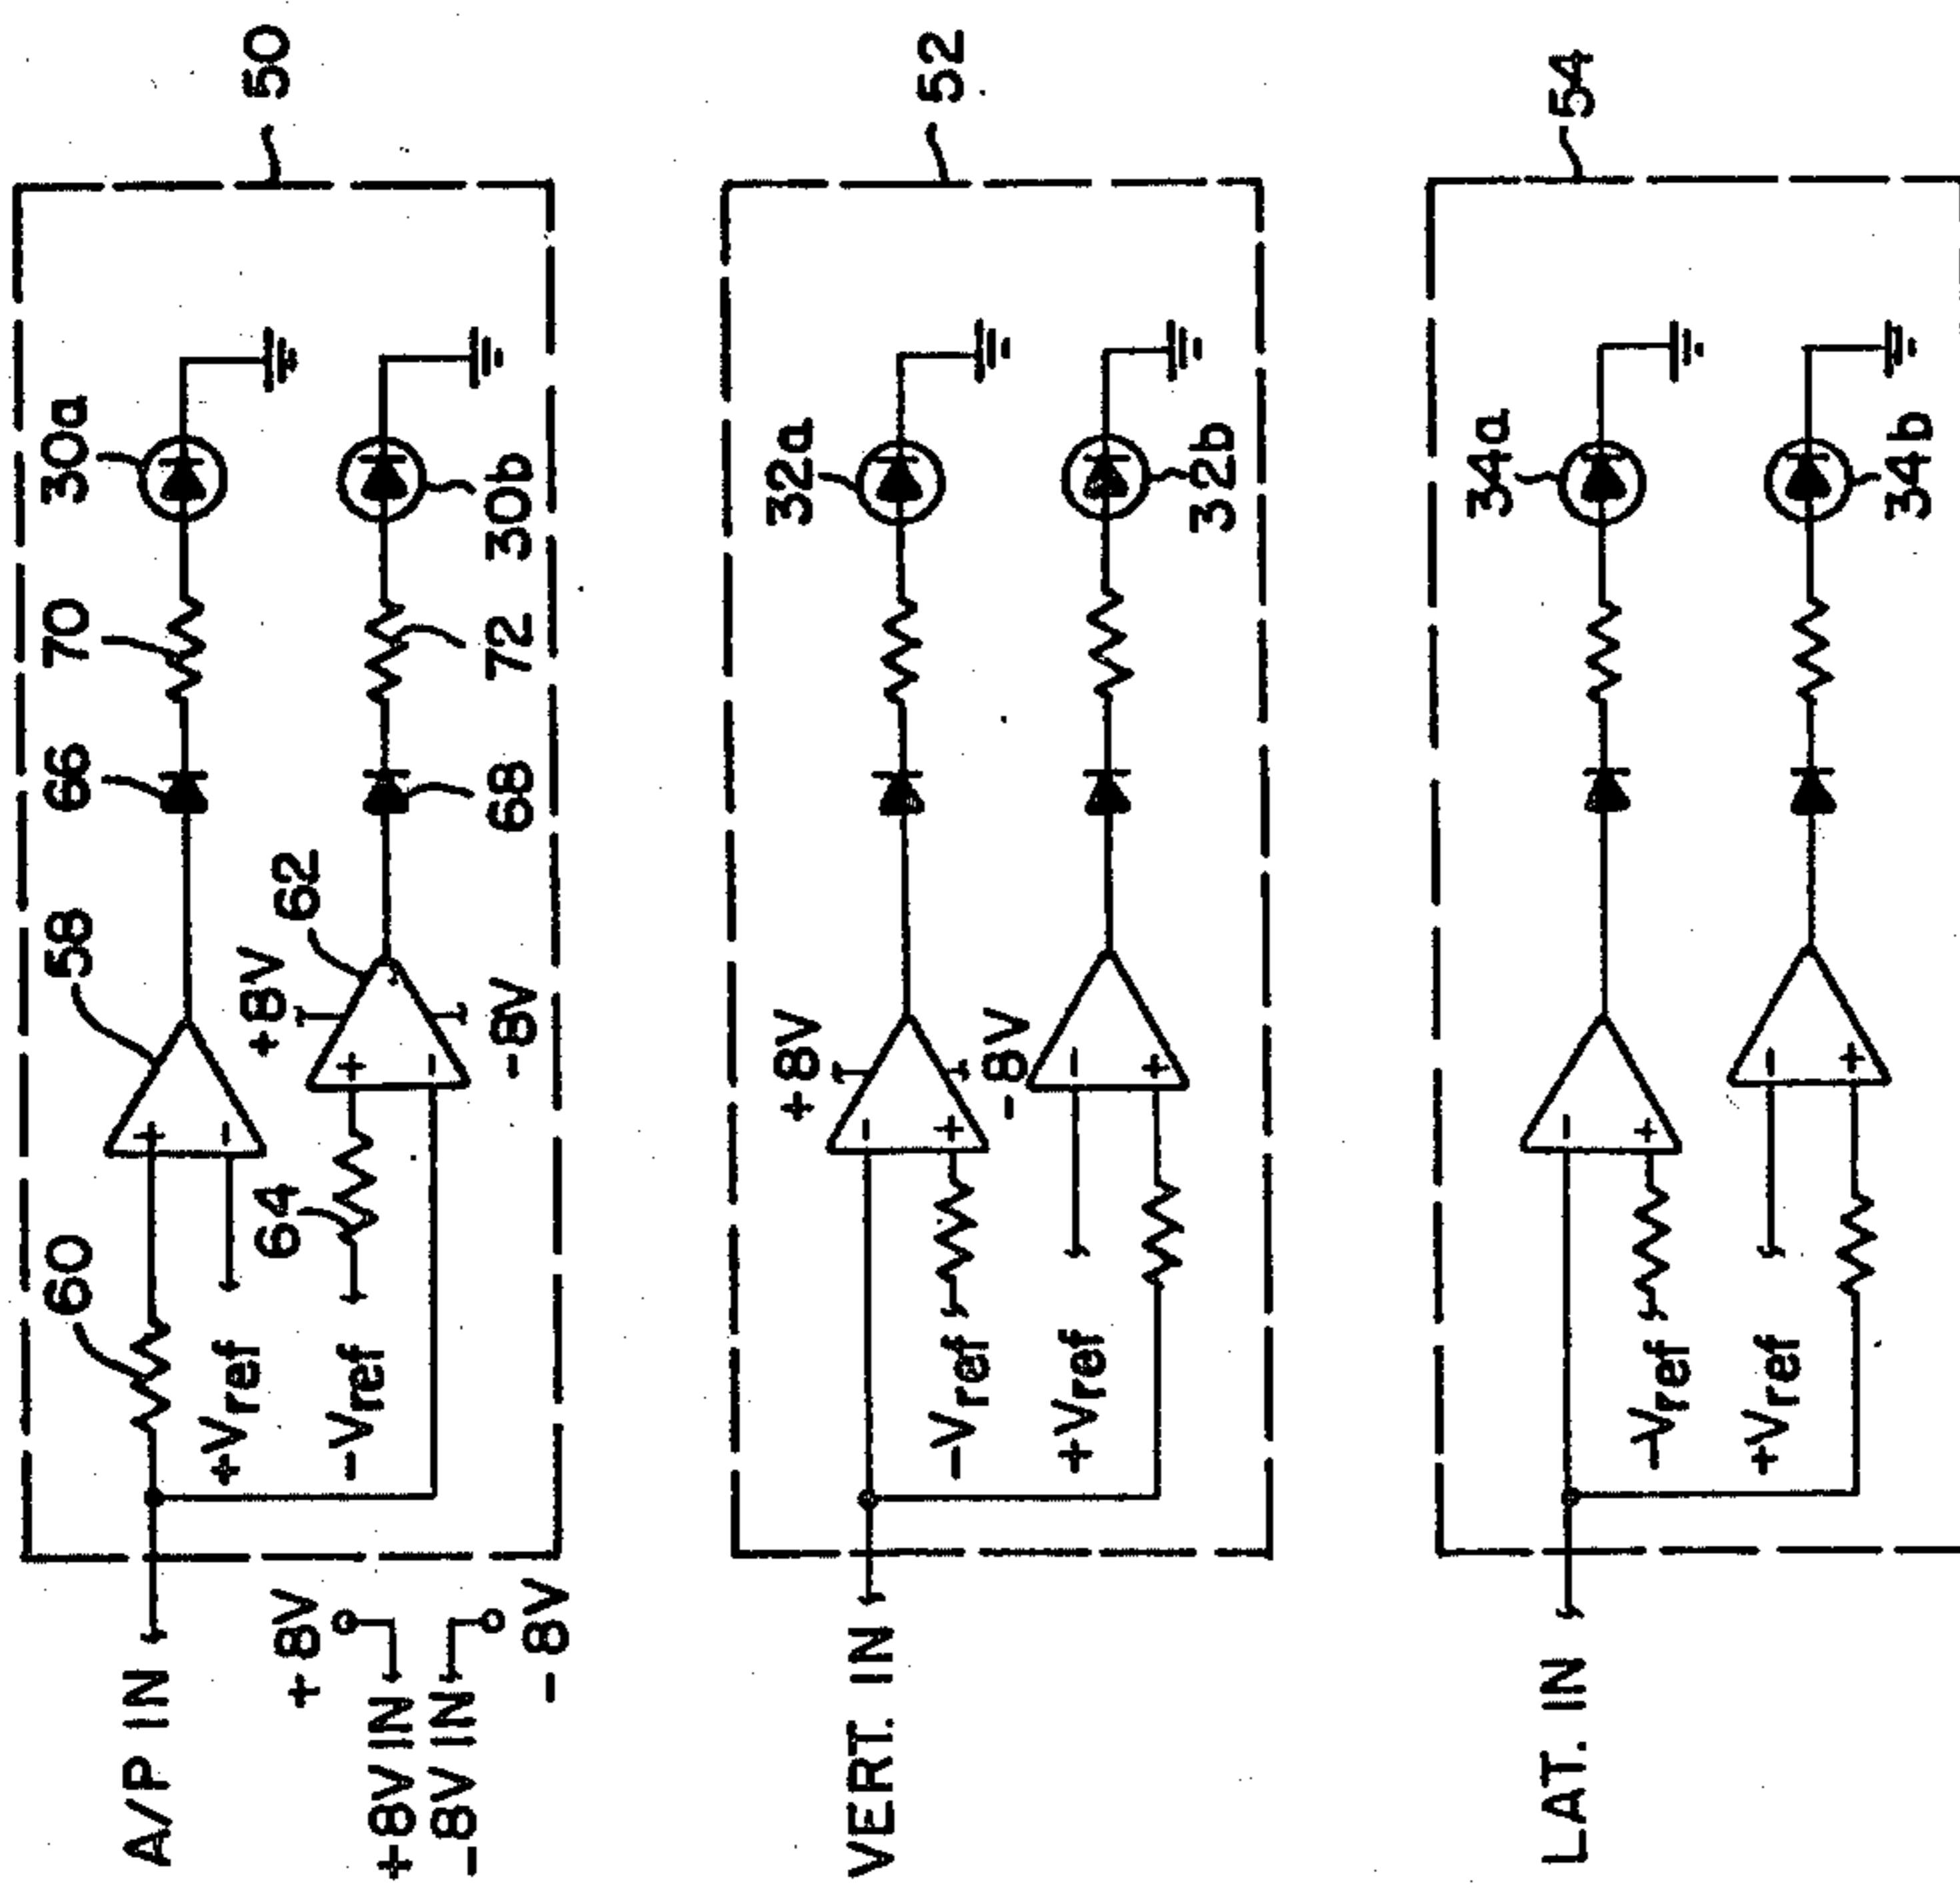 50
30a
70
66
58
60
62
+8V
64
+
-
+Vref
-Vref
+
-
-8V
68
72
30b
A/P IN
+8V
+8V IN
-8V IN
-8V
52
32a
+8V
-
+
-8V
-Vref
+Vref
-
+
32b
VERT. IN
54
34a
-
+
-Vref
+Vref
-
+
34b
LAT. IN